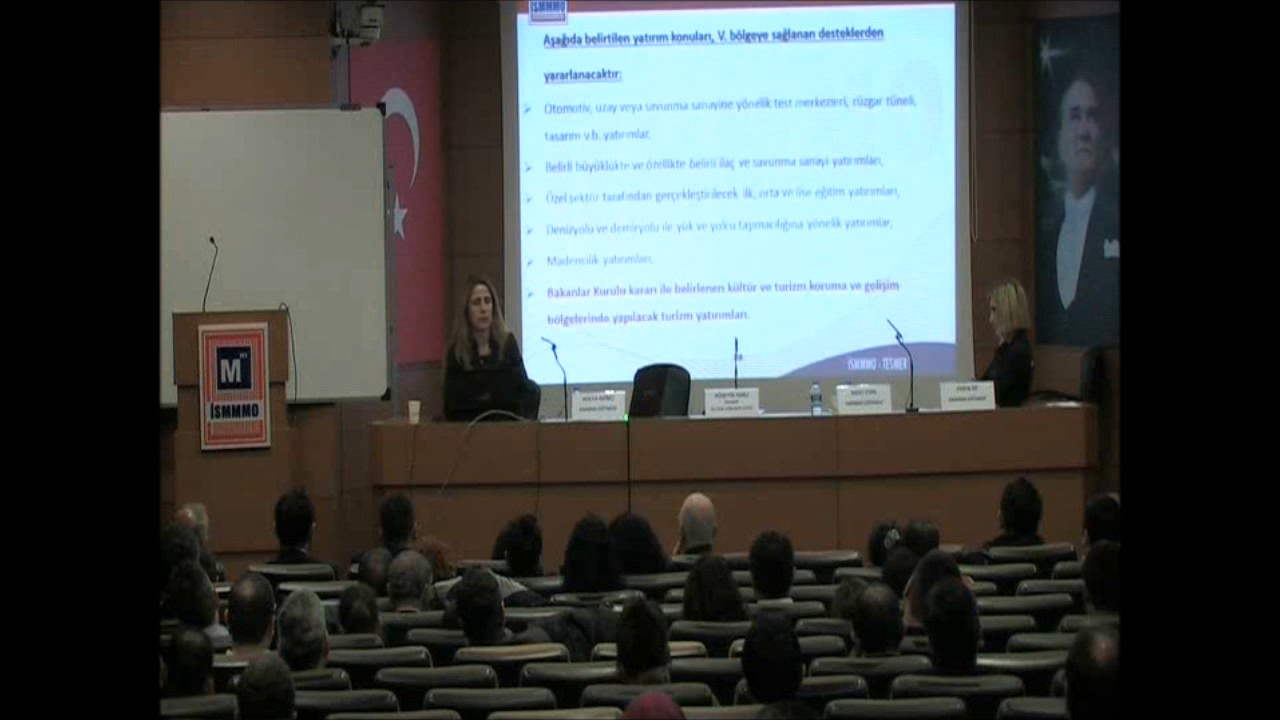 İSMMMO
Aşağıda belirtilen yatırım konuları, V. bölgeye sağlanan desteklerden
yararlanacaktır:
Otomotiv, uzay veya savunma sanayine yönelik test merkezleri, rüzgar tüneli,
tasarım v.b. yatırımlar,
Belirli büyüklükte ve özellikte belirli ilaç ve savunma sanayi yatırımları,
Özel sektör tarafından gerçekleştirilecek ilk, orta ve lise eğitim yatırımları,
Denizyolu ve demiryolu ile yük ve yolcu taşımacılığına yönelik yatırımlar,
Madencilik yatırımları,
Bakanlar Kurulu kararı ile belirlenen kültür ve turizm koruma ve gelişim
bölgelerinde yapılacak turizm yatırımları.
İSMMMO - TESMER
M
İSMMMO